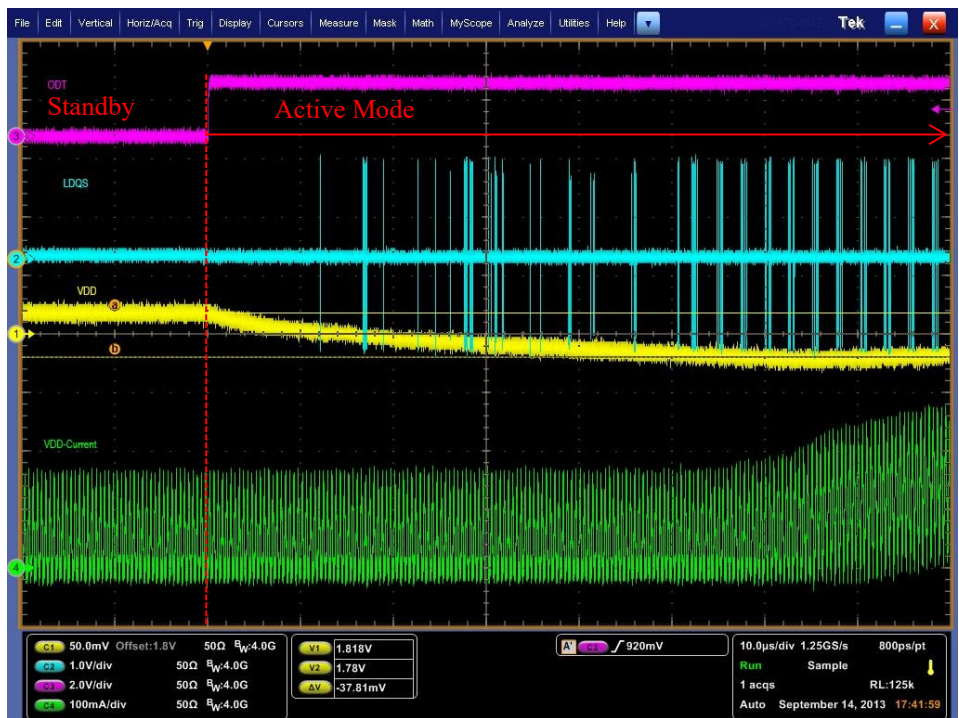 File Edit Vertical Horiz/Acq Trig Display Cursors Measure Mask Math MyScope Analyze Utilities Help Tek X
ODT
Standby Active Mode
3
LDQS
2
VDD
a
1
b
VDD-Current
4
C1 50.0mV Offset:1.8V 50Ω BW:4.0G
C2 1.0V/div 50Ω BW:4.0G
C3 2.0V/div 50Ω BW:4.0G
C4 100mA/div 50Ω BW:4.0G
V1 1.818V
V2 1.78V
ΔV -37.81mV
A' C3 920mV
10.0µs/div 1.25GS/s 800ps/pt
Run Sample
1 acqs RL:125k
Auto September 14, 2013 17:41:59